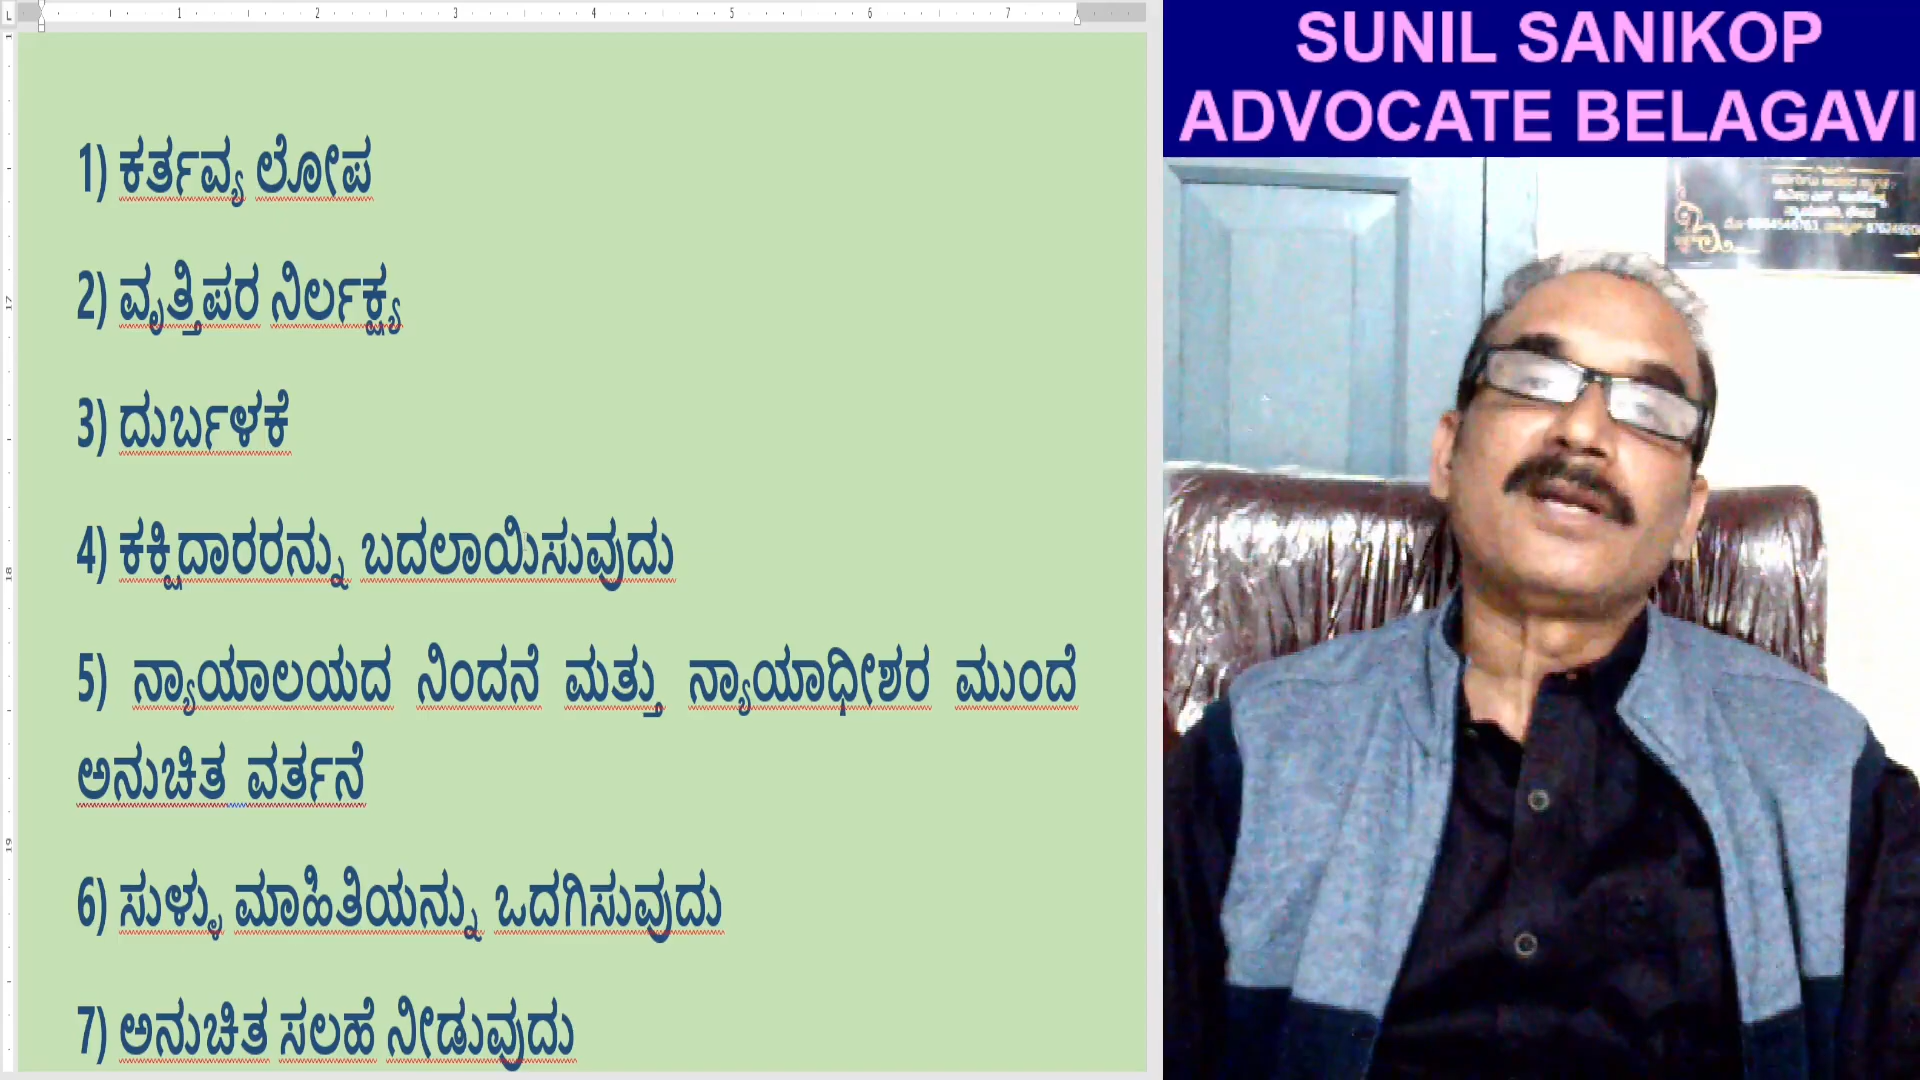 1) ಕರ್ತವ್ಯ ಲೋಪ
2) ವೃತ್ತಿಪರ ನಿರ್ಲಕ್ಷ್ಯ
3) ದುರ್ಬಳಕೆ
4) ಕಕ್ಷಿದಾರರನ್ನು ಬದಲಾಯಿಸುವುದು
5) ನ್ಯಾಯಾಲಯದ ನಿಂದನೆ ಮತ್ತು ನ್ಯಾಯಾಧೀಶರ ಮುಂದೆ
ಅನುಚಿತ ವರ್ತನೆ
6) ಸುಳ್ಳು ಮಾಹಿತಿಯನ್ನು ಒದಗಿಸುವುದು
7) ಅನುಚಿತ ಸಲಹೆ ನೀಡುವುದು
SUNIL SANIKOP
ADVOCATE BELAGAVI